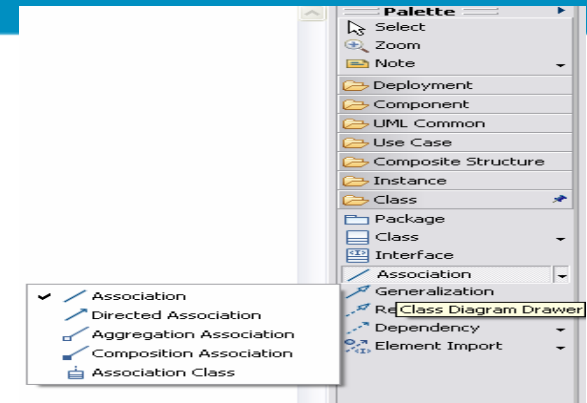 Palette
Select
Zoom
Note
Deployment
Component
UML Common
Use Case
Composite Structure
Instance
Class
Package
Class
Interface
Association
Generalization
Re
Class Diagram Drawer
Dependency
Element Import
Association
Directed Association
Aggregation Association
Composition Association
Association Class